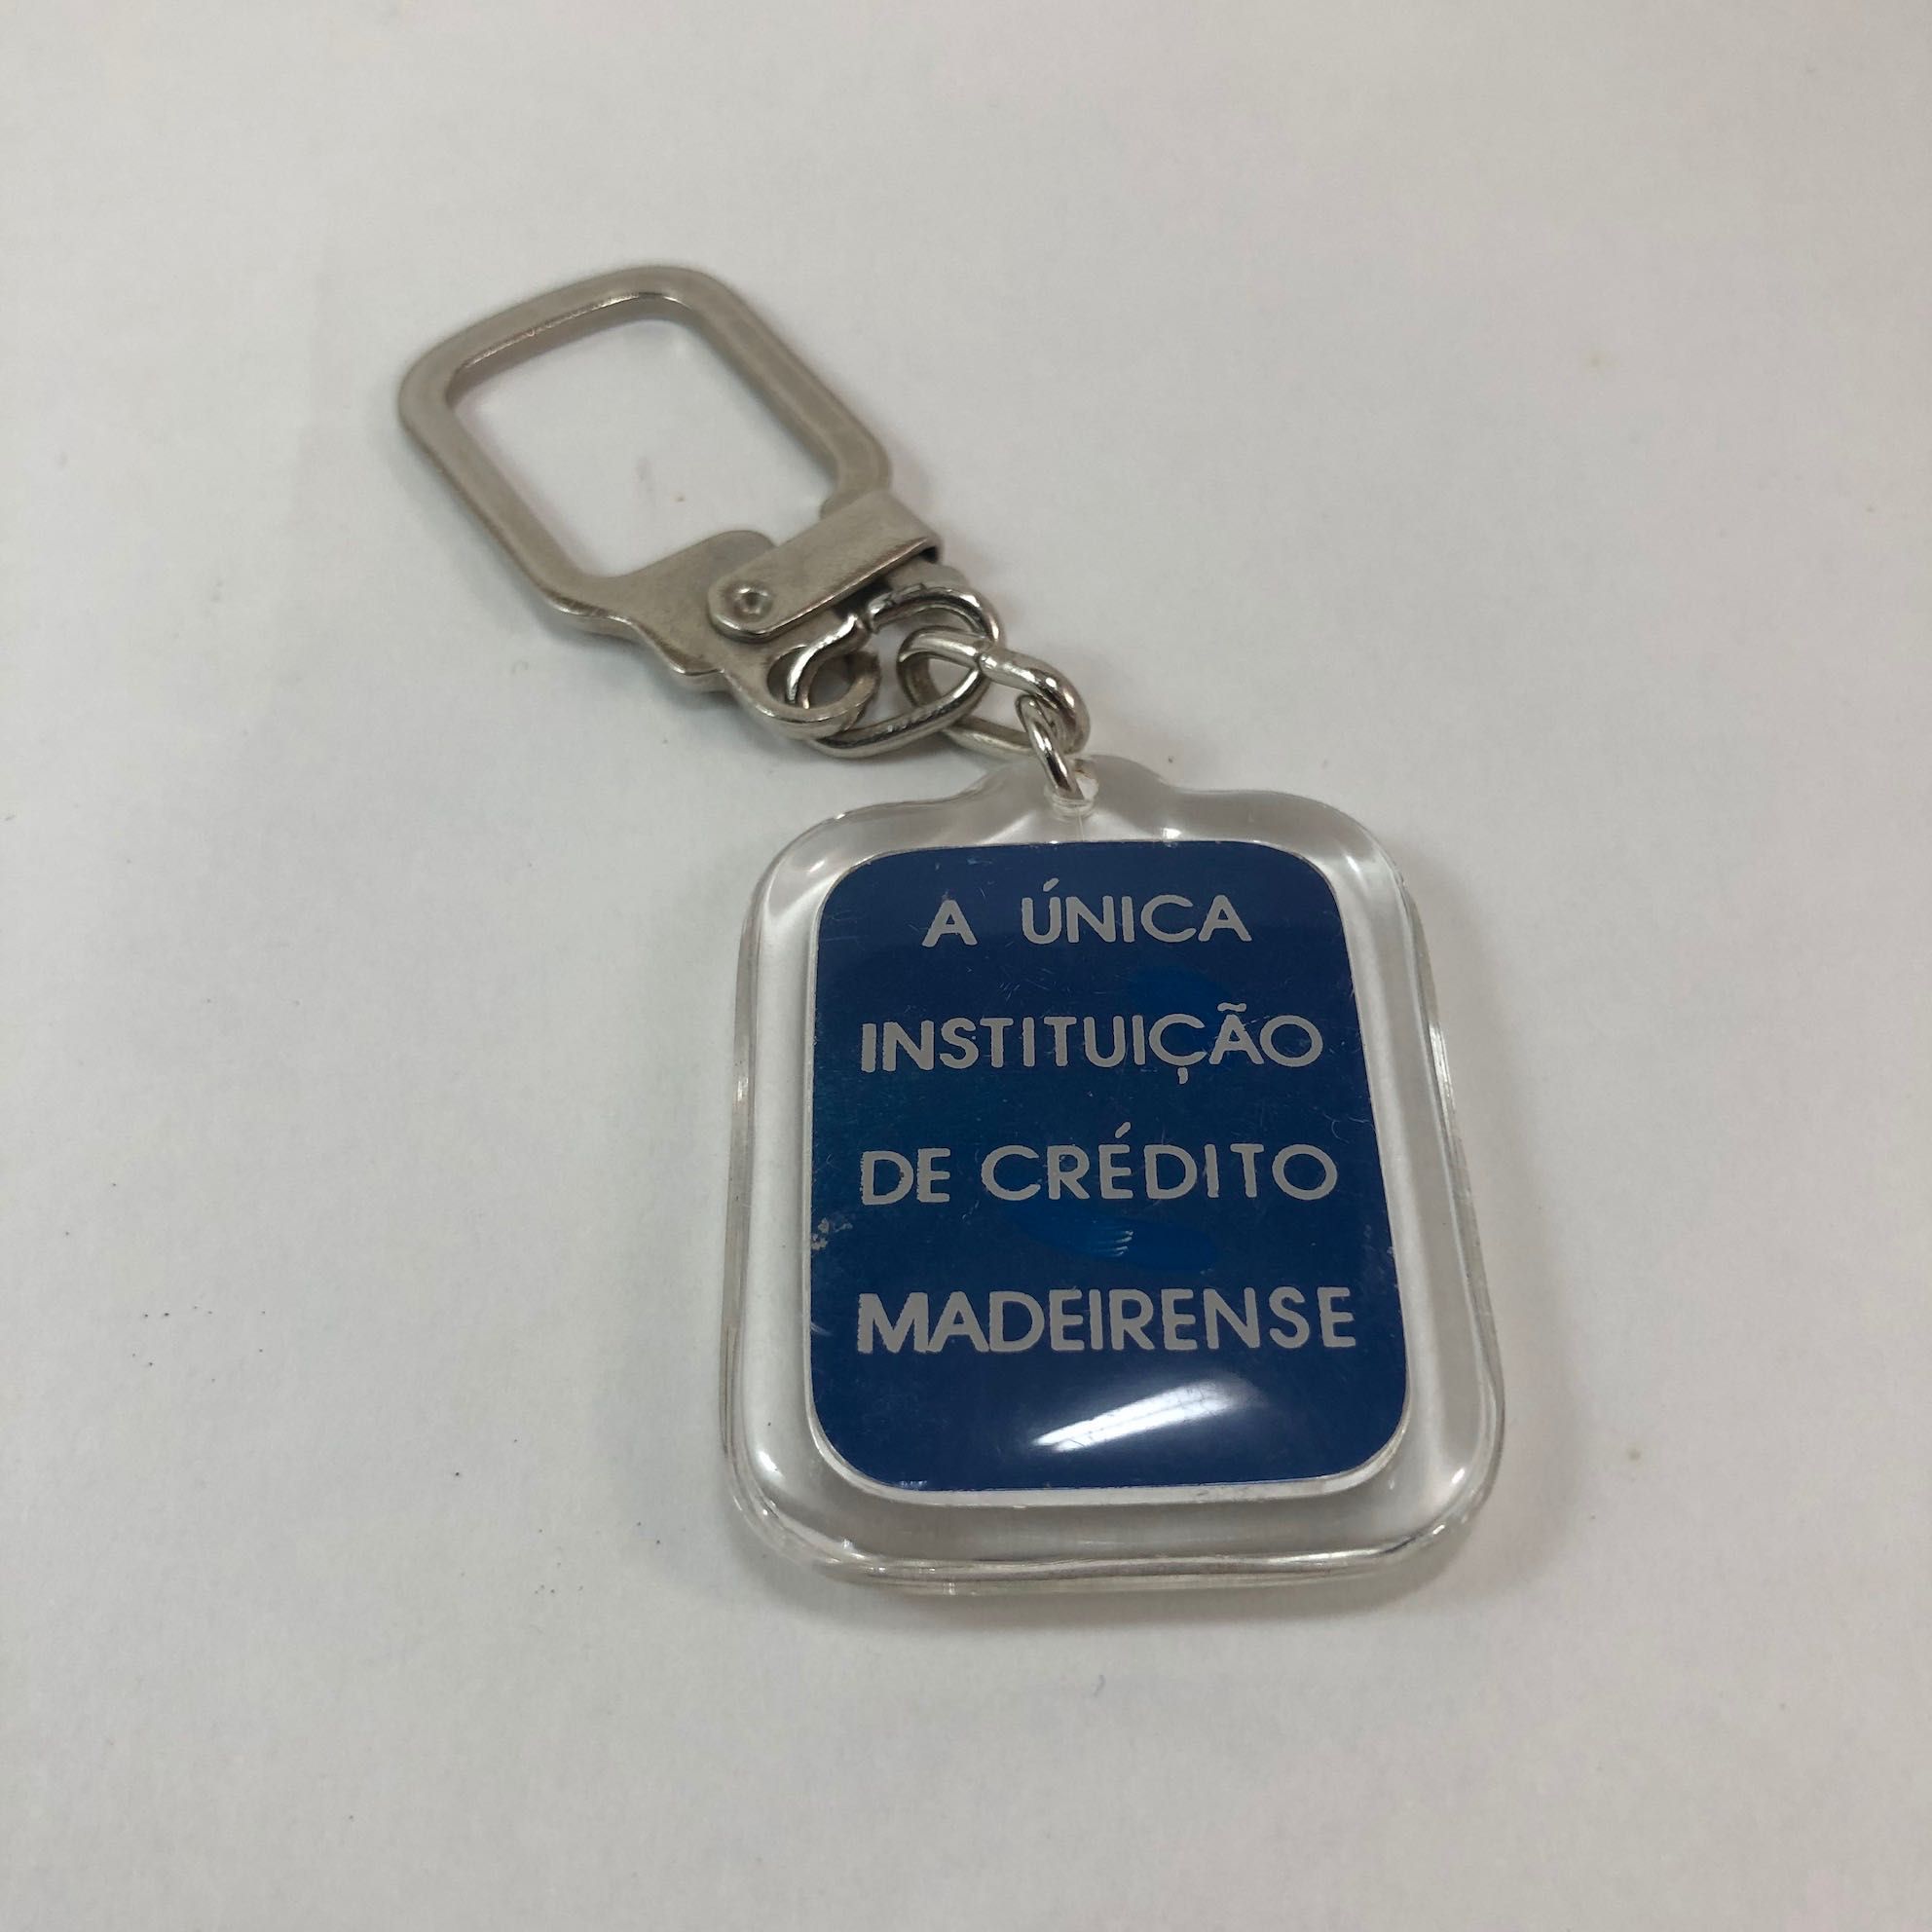 A ÚNICA
INSTITUIÇÃO
DE CRÉDITO
MADEIRENSE